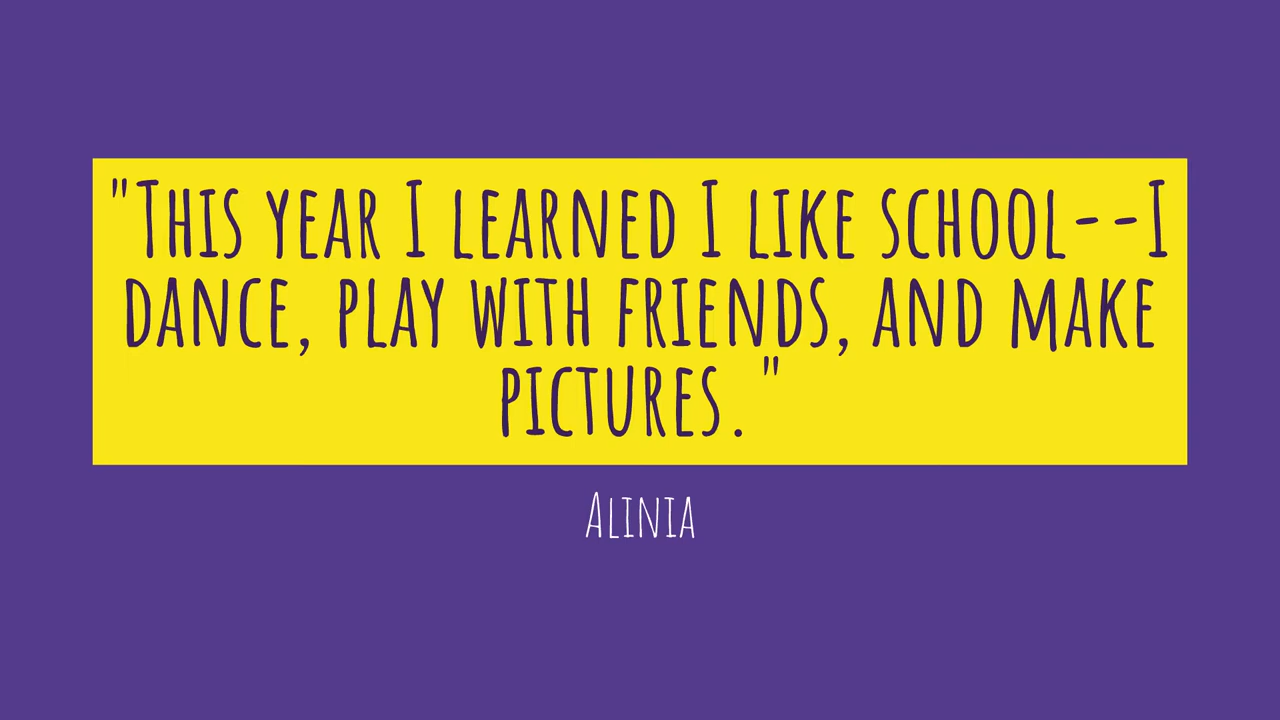 "This year I learned I like school--I
dance, play with friends, and make
pictures. "
Alinia